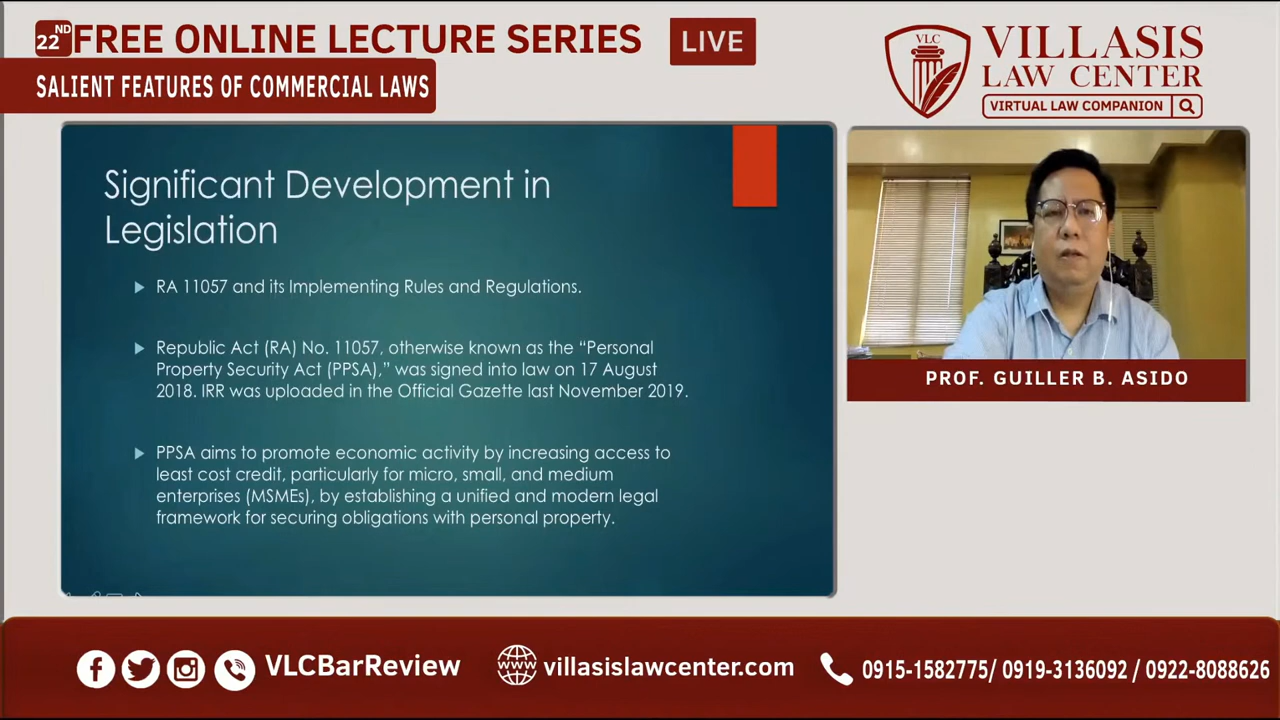 22ND FREE ONLINE LECTURE SERIES
LIVE
SALIENT FEATURES OF COMMERCIAL LAWS
VLC
VILLASIS
LAW CENTER
VIRTUAL LAW COMPANION
Significant Development in
Legislation
RA 11057 and its Implementing Rules and Regulations.
Republic Act (RA) No. 11057, otherwise known as the “Personal
Property Security Act (PPSA),” was signed into law on 17 August
2018. IRR was uploaded in the Official Gazette last November 2019.
PPSA aims to promote economic activity by increasing access to
least cost credit, particularly for micro, small, and medium
enterprises (MSMEs), by establishing a unified and modern legal
framework for securing obligations with personal property.
PROF. GUILLER B. ASIDO
VLCBarReview
www
villasislawcenter.com
0915-1582775/ 0919-3136092 / 0922-8088626